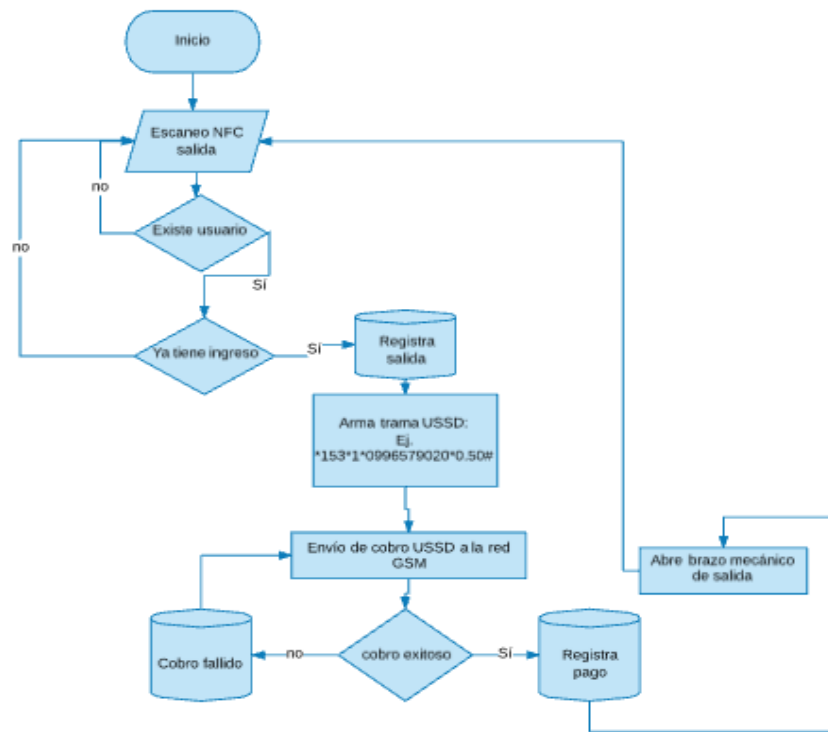 Inicio
Escaneo NFC
salida
no
Existe usuario
no
Sí
Ya tiene ingreso
Sí
Registra
salida
Arma trama USSD:
Ej.
*153*1*0996579020*0.50#
Envío de cobro USSD a la red
GSM
Abre brazo mecánico
de salida
Cobro fallido
no
cobro exitoso
Sí
Registra
pago